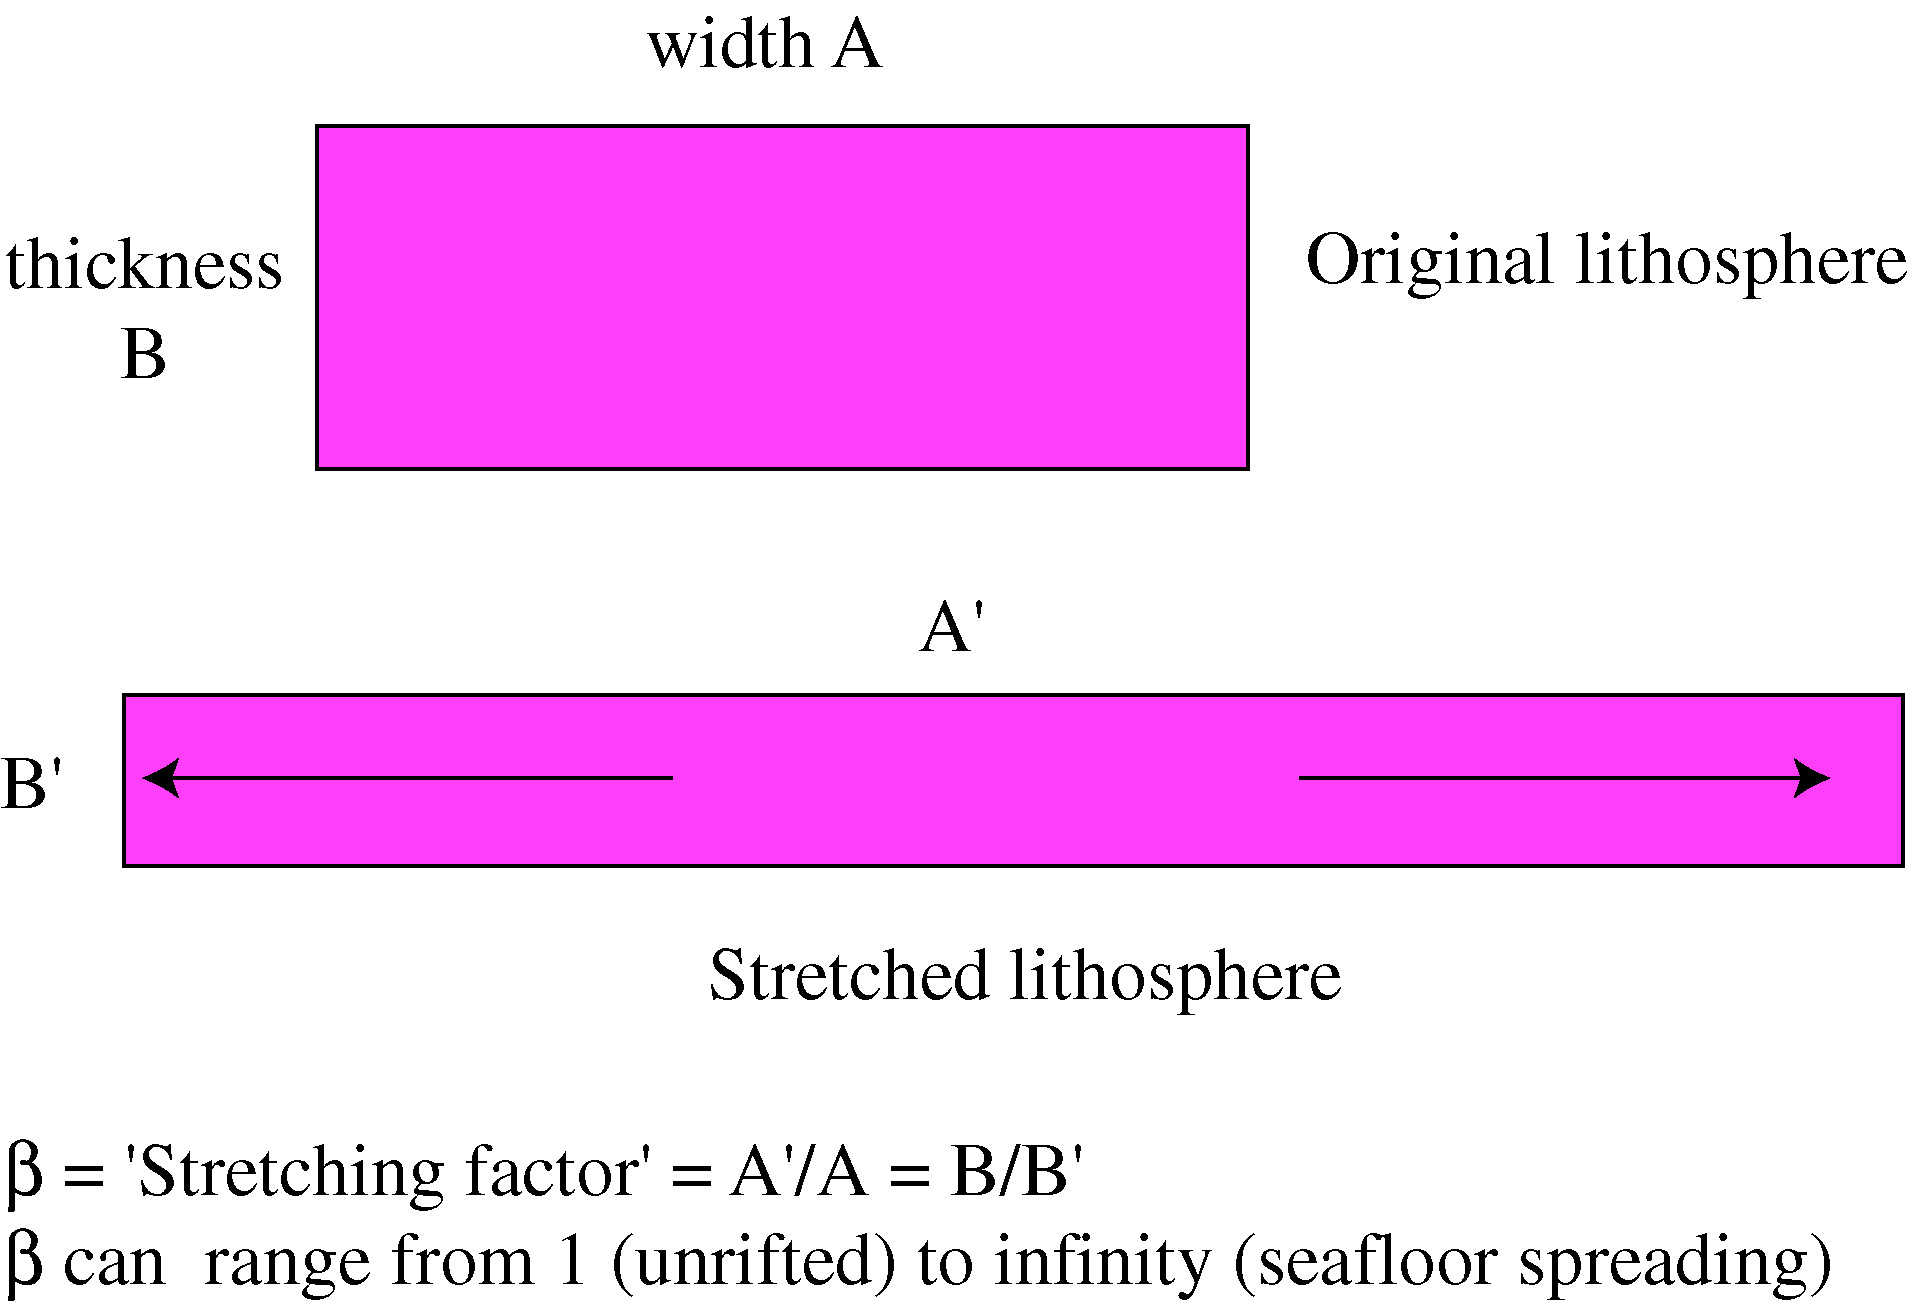 width A
thickness
B
Original lithosphere
A'
B'
Stretched lithosphere
β = 'Stretching factor' = A'/A = B/B'
β can  range from 1 (unrifted) to infinity (seafloor spreading)